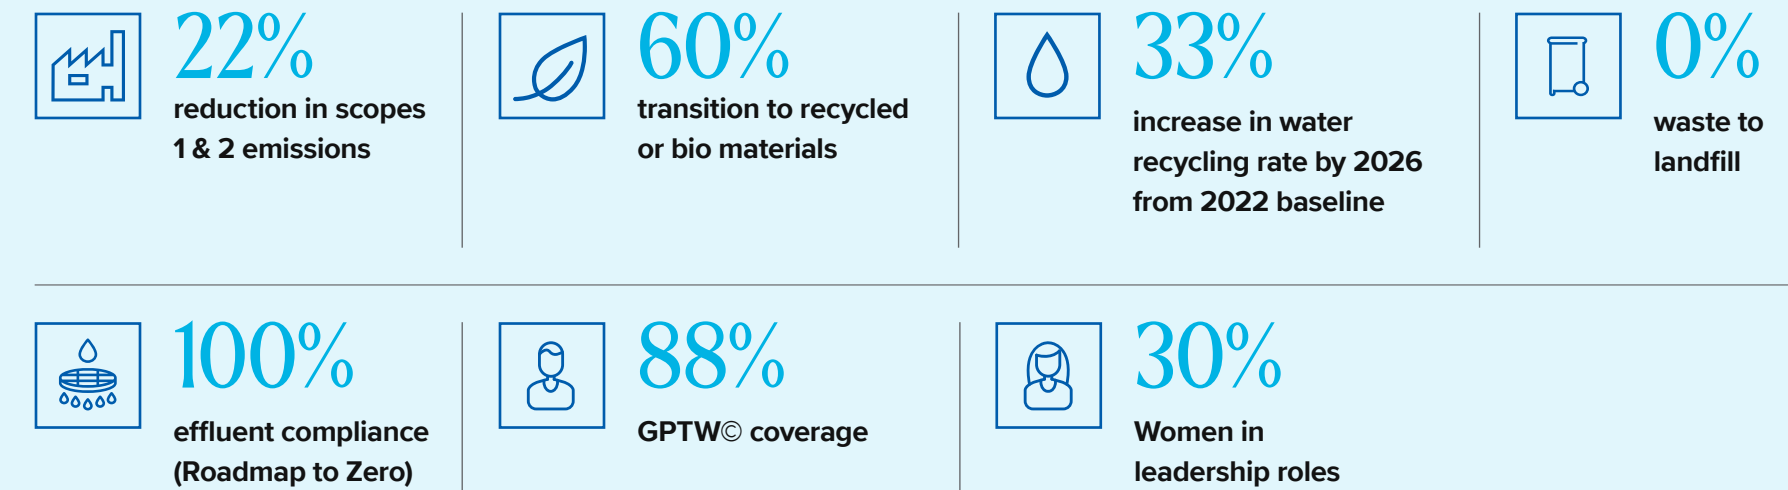 22%
reduction in scopes
1 & 2 emissions
60%
transition to recycled
or bio materials
33%
increase in water
recycling rate by 2026
from 2022 baseline
0%
waste to
landfill
100%
effluent compliance
(Roadmap to Zero)
88%
GPTW© coverage
30%
Women in
leadership roles